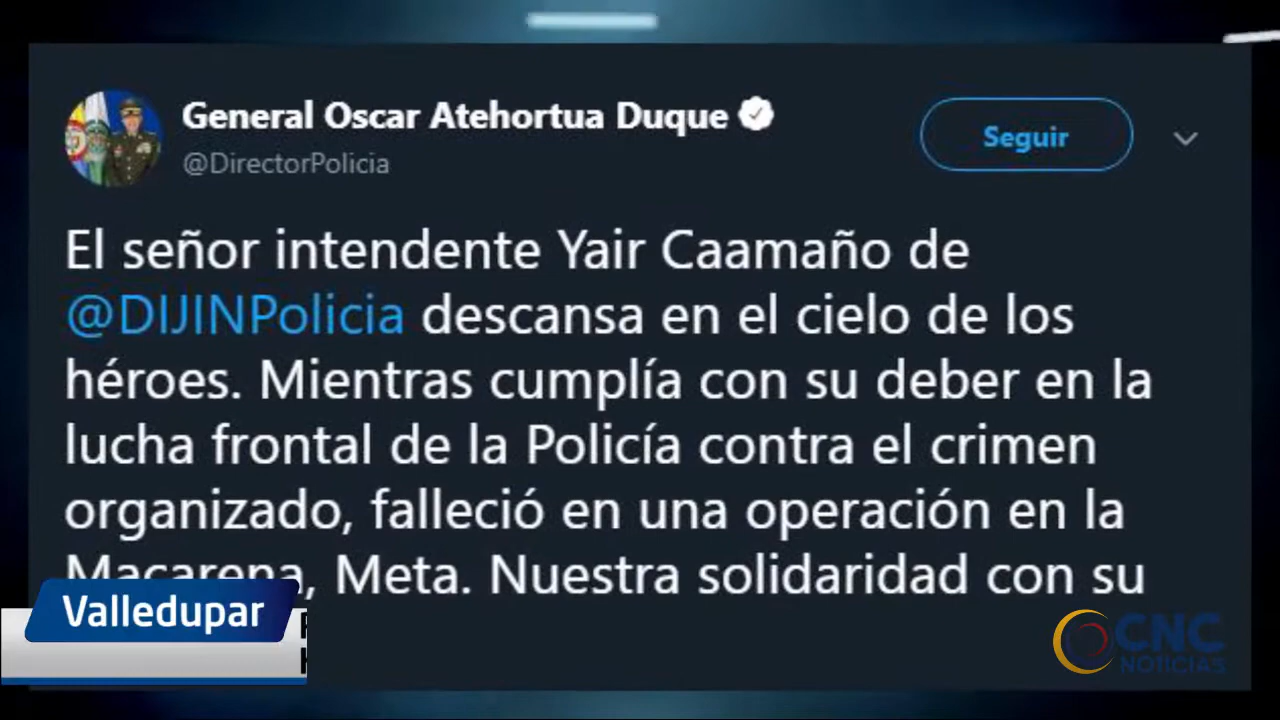 General Oscar Atehortua Duque
@DirectorPolicia
Seguir
El señor intendente Yair Caamaño de
@DIJINPolicia descansa en el cielo de los
héroes. Mientras cumplía con su deber en la
lucha frontal de la Policía contra el crimen
organizado, falleció en una operación en la
Macarena, Meta. Nuestra solidaridad con su
Valledupar
CNC
NOTICIAS